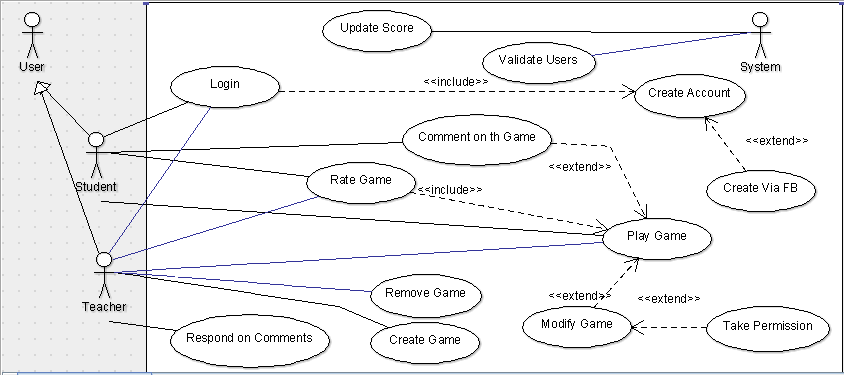 Update Score
System
Validate Users
User
Login
<<include>>
Create Account
Comment on th Game
<<extend>>
<<extend>>
Student
Rate Game
<<include>>
Create Via FB
Play Game
Teacher
Remove Game
<<extend>>
<<extend>>
Modify Game
Take Permission
Respond on Comments
Create Game